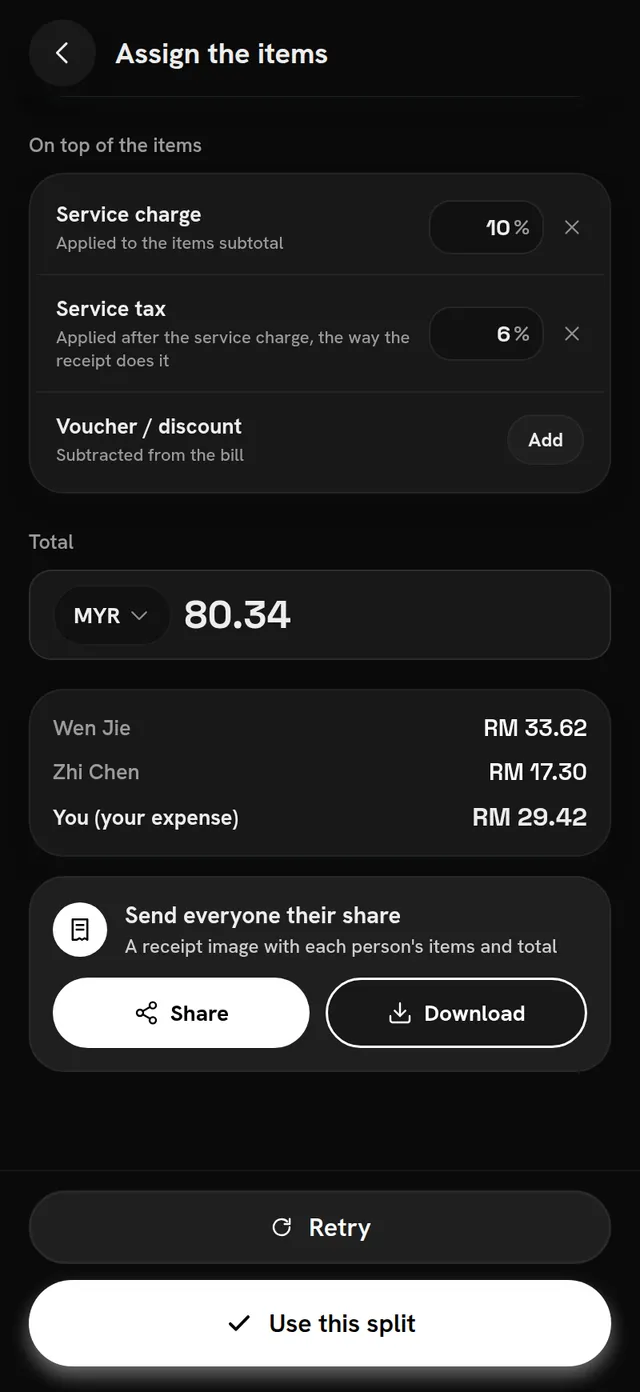 Assign the items
On top of the items
Service charge
Applied to the items subtotal
10 %
Service tax
Applied after the service charge, the way the
receipt does it
6 %
Voucher / discount
Subtracted from the bill
Add
Total
MYR 80.34
Wen Jie RM 33.62
Zhi Chen RM 17.30
You (your expense) RM 29.42
Send everyone their share
A receipt image with each person's items and total
Share
Download
Retry
Use this split